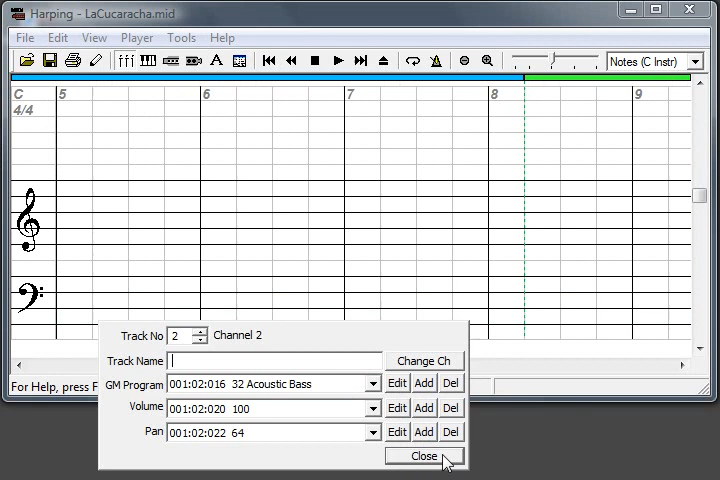 Harping - LaCucaracha.mid
File Edit View Player Tools Help
Notes (C Instr)
C 5 6 7 8 9
4/4
Track No 2 Channel 2
Track Name Change Ch
GM Program 001:02:016 32 Acoustic Bass Edit Add Del
Volume 001:02:020 100 Edit Add Del
Pan 001:02:022 64 Edit Add Del
For Help, press F
Close